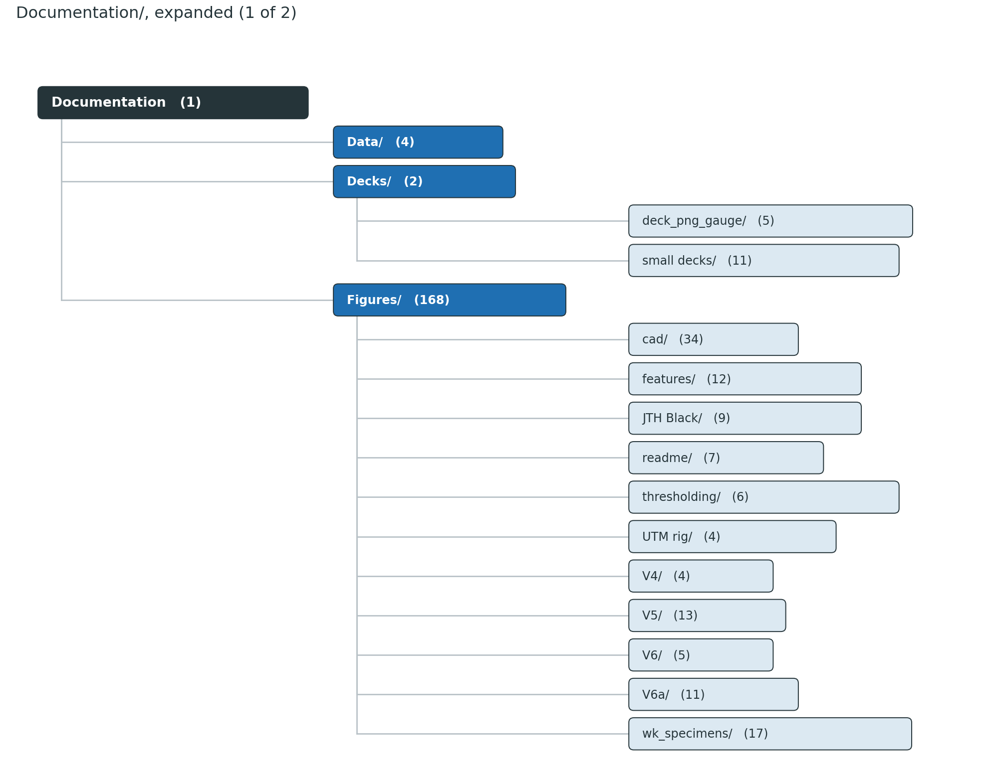 Documentation/, expanded (1 of 2)
Documentation (1)
Data/ (4)
Decks/ (2)
deck_png_gauge/ (5)
small decks/ (11)
Figures/ (168)
cad/ (34)
features/ (12)
JTH Black/ (9)
readme/ (7)
thresholding/ (6)
UTM rig/ (4)
V4/ (4)
V5/ (13)
V6/ (5)
V6a/ (11)
wk_specimens/ (17)